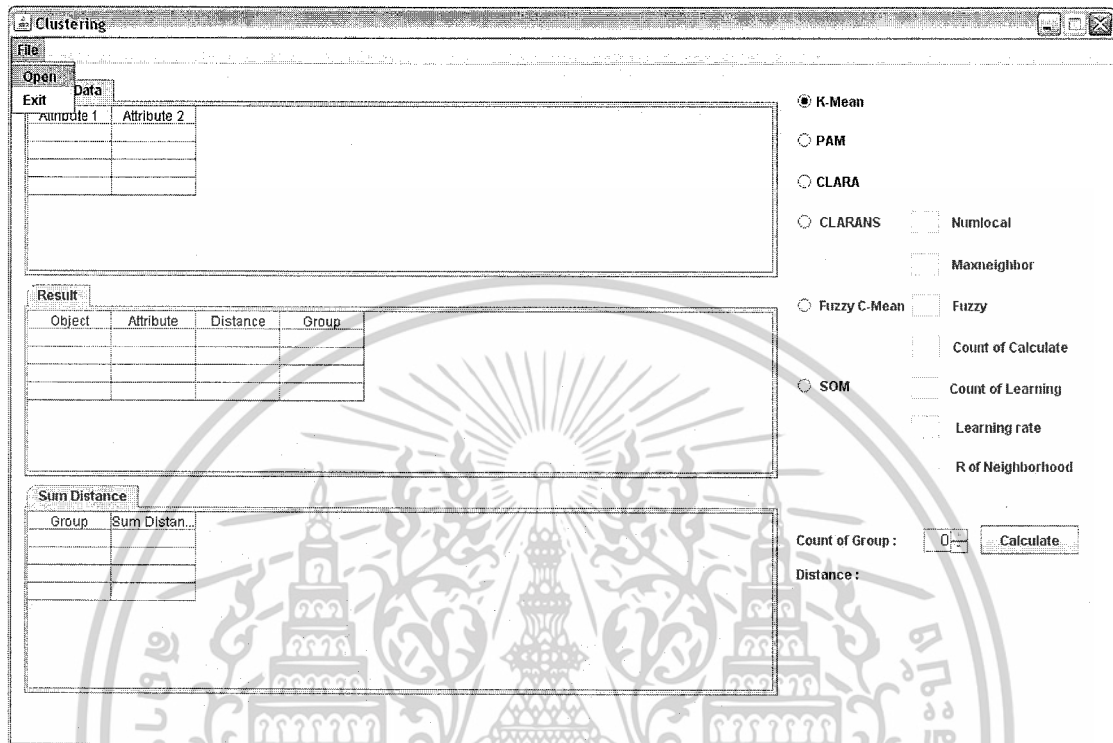 Clustering
File
Open
Exit
Data
Attribute 1 Attribute 2
Result
Object Attribute Distance Group
Sum Distance
Group Sum Distan...
K-Mean
PAM
CLARA
CLARANS Numlocal
Maxneighbor
Fuzzy C-Mean Fuzzy
Count of Calculate
SOM Count of Learning
Learning rate
R of Neighborhood
Count of Group : 0 Calculate
Distance :